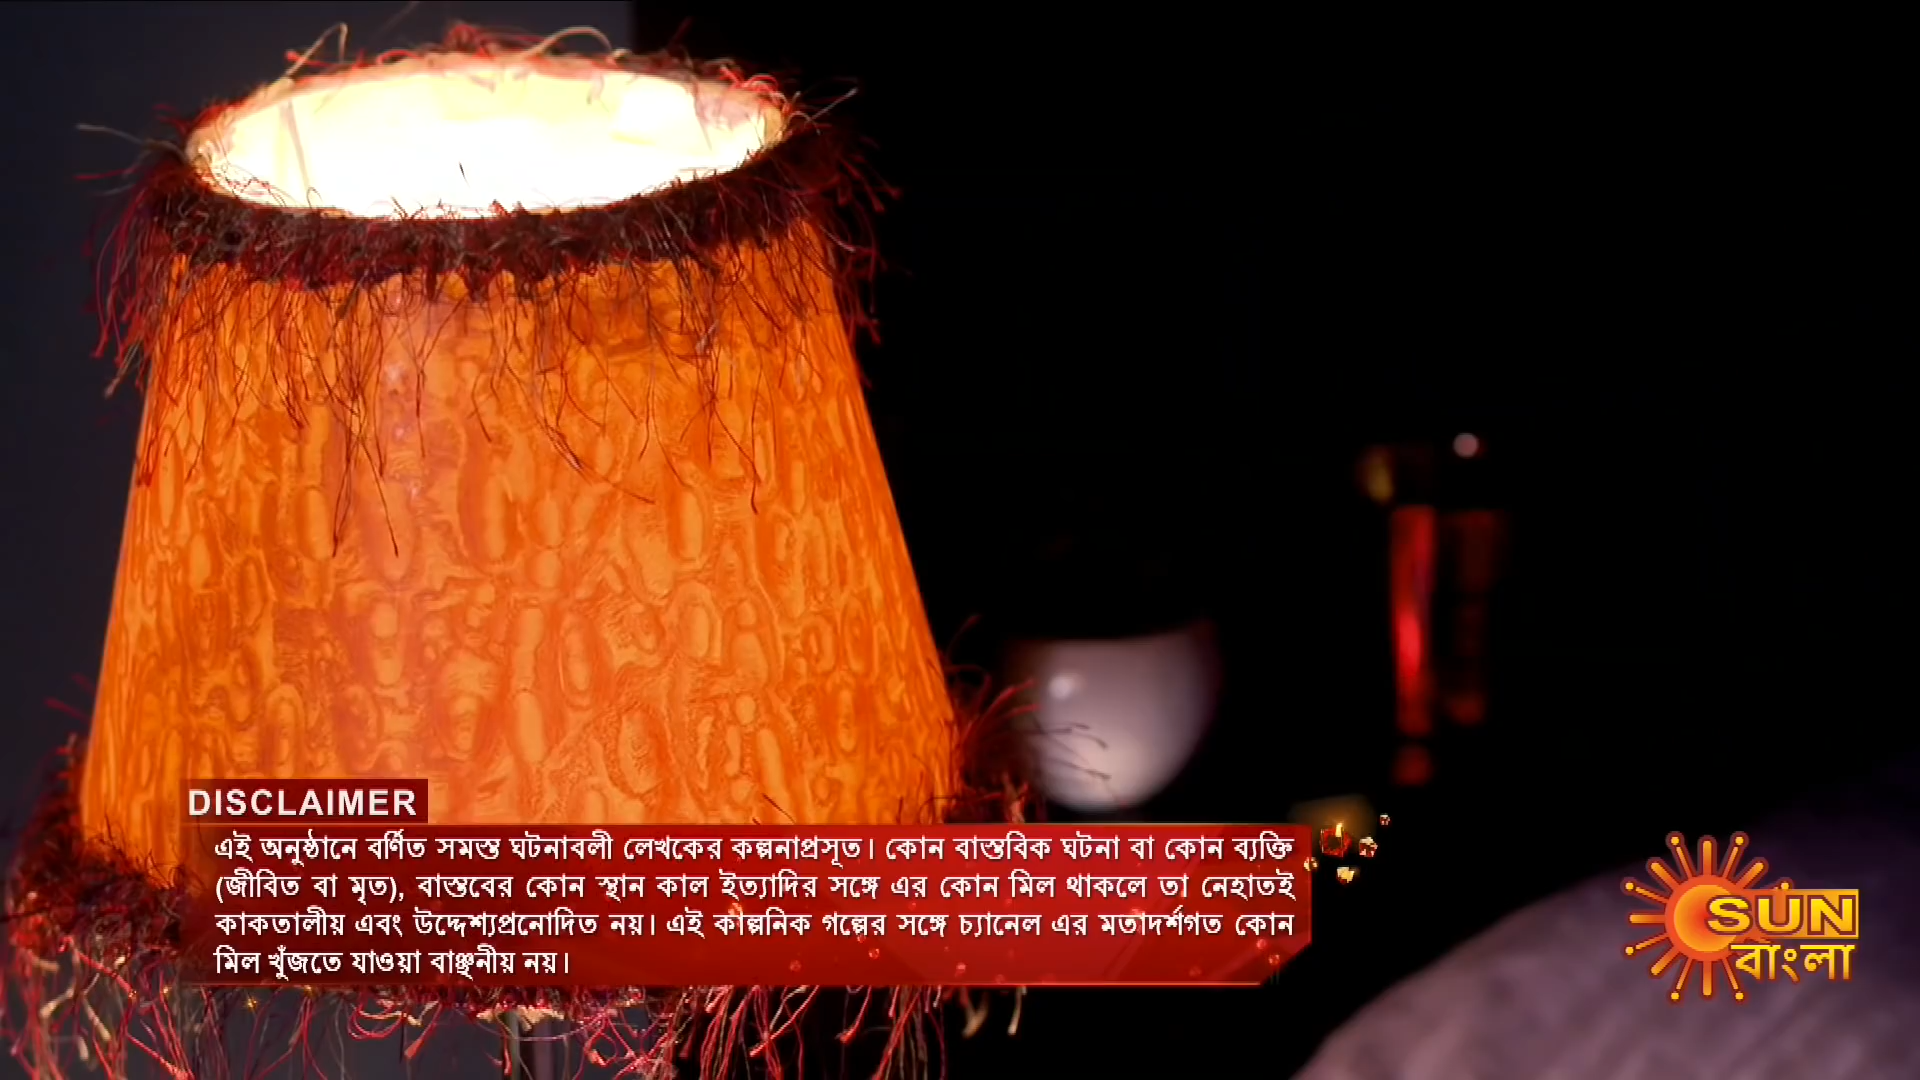 DISCLAIMER
এই অনুষ্ঠানে বর্ণিত সমস্ত ঘটনাবলী লেখকের কল্পনাপ্রসূত। কোন বাস্তবিক ঘটনা বা কোন ব্যক্তি
(জীবিত বা মৃত), বাস্তবের কোন স্থান কাল ইত্যাদির সঙ্গে এর কোন মিল থাকলে তা নেহাতই
কাকতালীয় এবং উদ্দেশ্যপ্রনোদিত নয়। এই কাল্পনিক গল্পের সঙ্গে চ্যানেল এর মতাদর্শগত কোন
মিল খুঁজতে যাওয়া বাঞ্ছনীয় নয়।
SUN
বাংলা